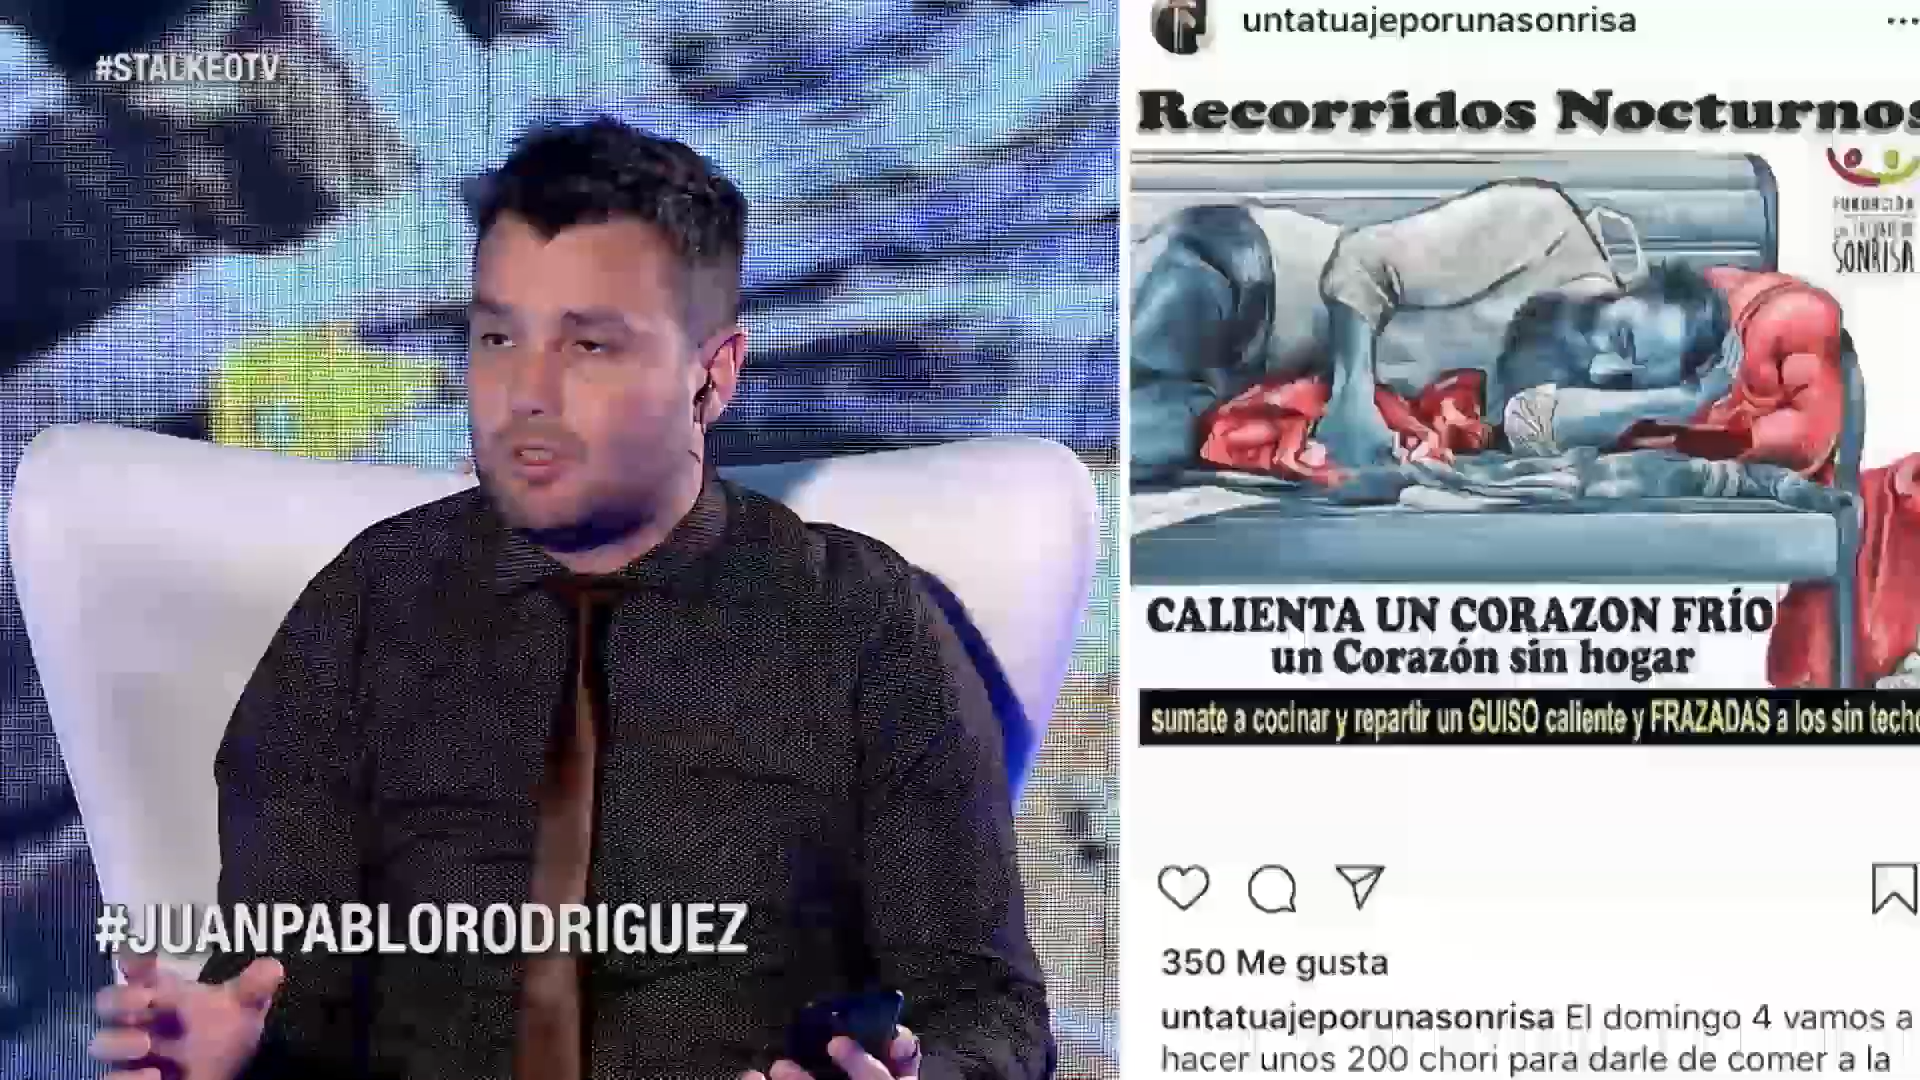 #STALKEOTV
#JUANPABLORODRIGUEZ
untatuajeporunasonrisa
Recorridos Nocturnos
FUNDACIÓN
SONRISA
CALIENTA UN CORAZON FRÍO
un Corazón sin hogar
sumate a cocinar y repartir un GUISO caliente y FRAZADAS a los sin techo
350 Me gusta
untatuajeporunasonrisa El domingo 4 vamos a
hacer unos 200 chori para darle de comer a la